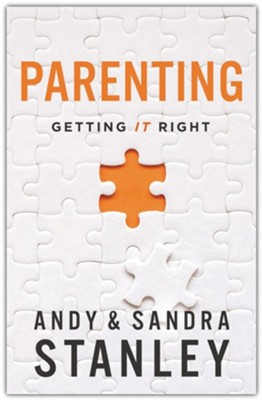 PARENTING
GETTING IT RIGHT
ANDY & SANDRA
STANLEY